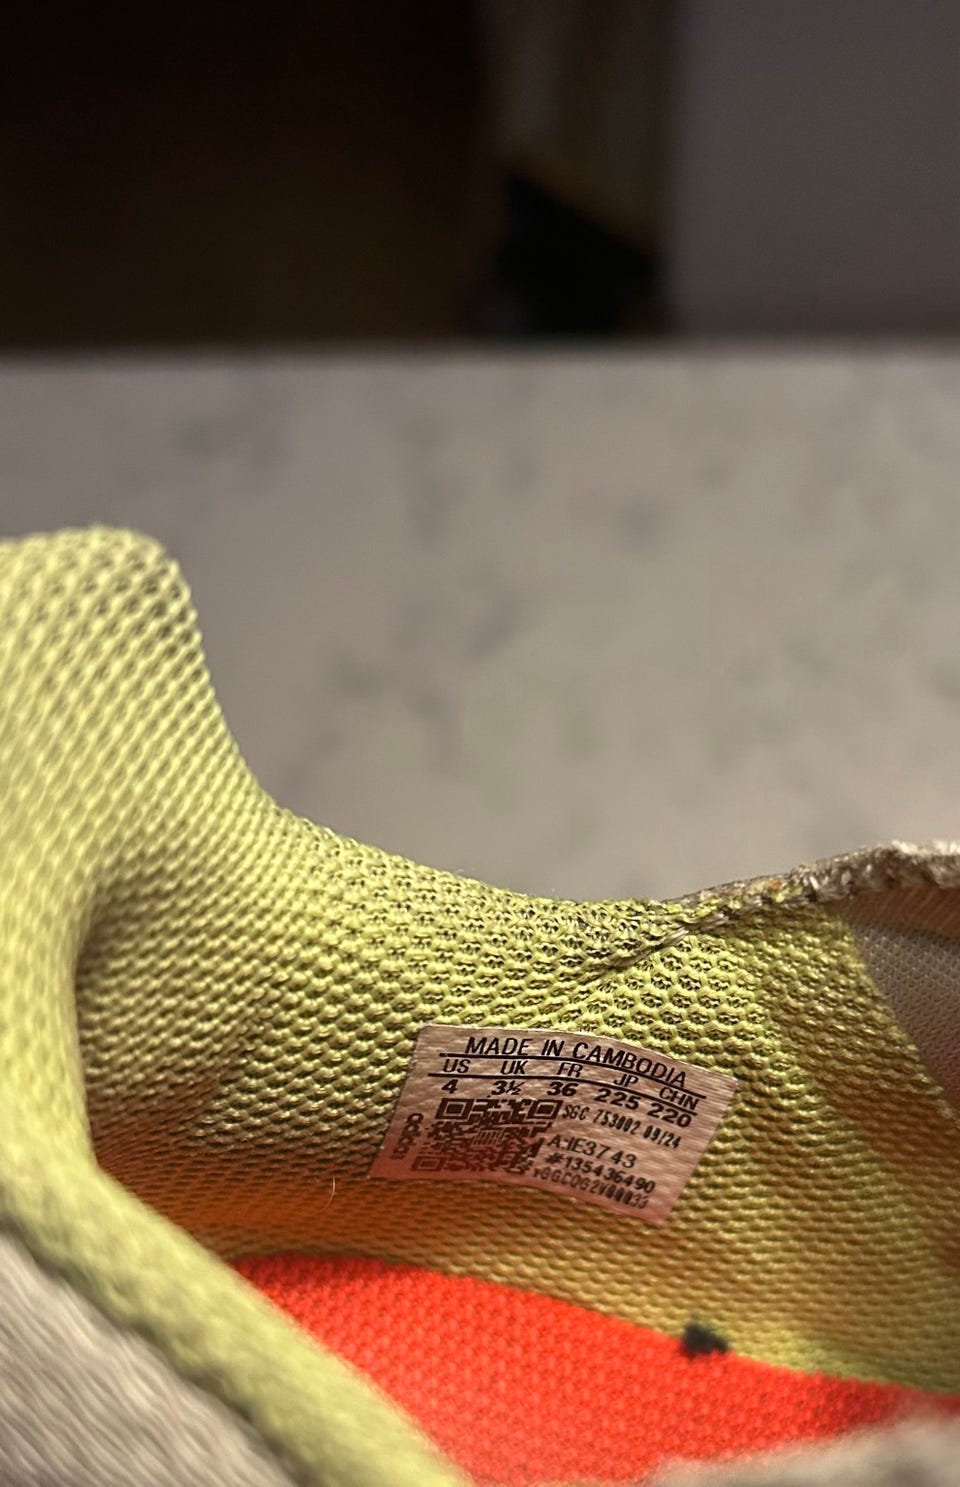 MADE IN CAMBODIA
US UK FR JP CHN
4 3½ 36 225 220
SGC 753002 09/24
A:IE3743
#135436490